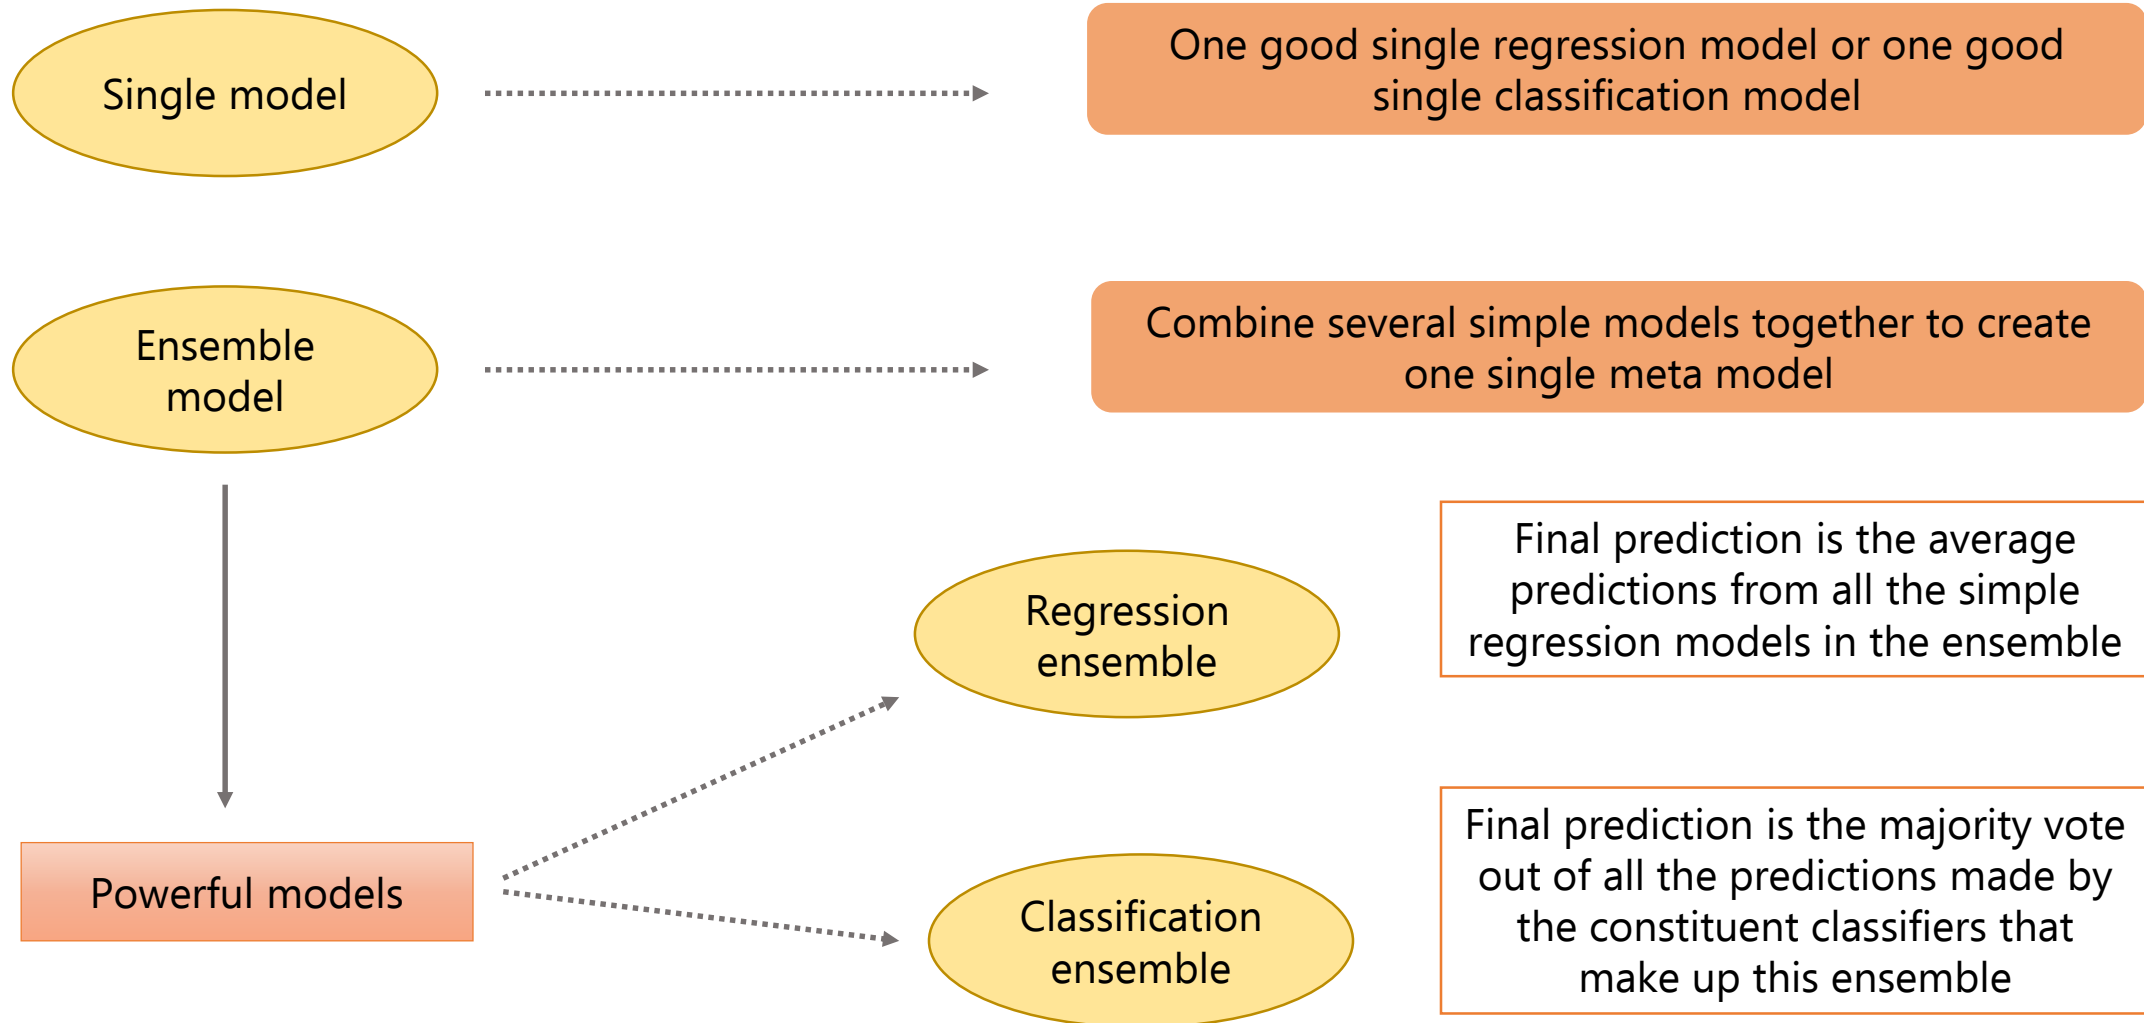 Single model
One good single regression model or one good
single classification model
Ensemble
model
Combine several simple models together to create
one single meta model
Powerful models
Regression
ensemble
Final prediction is the average
predictions from all the simple
regression models in the ensemble
Classification
ensemble
Final prediction is the majority vote
out of all the predictions made by
the constituent classifiers that
make up this ensemble